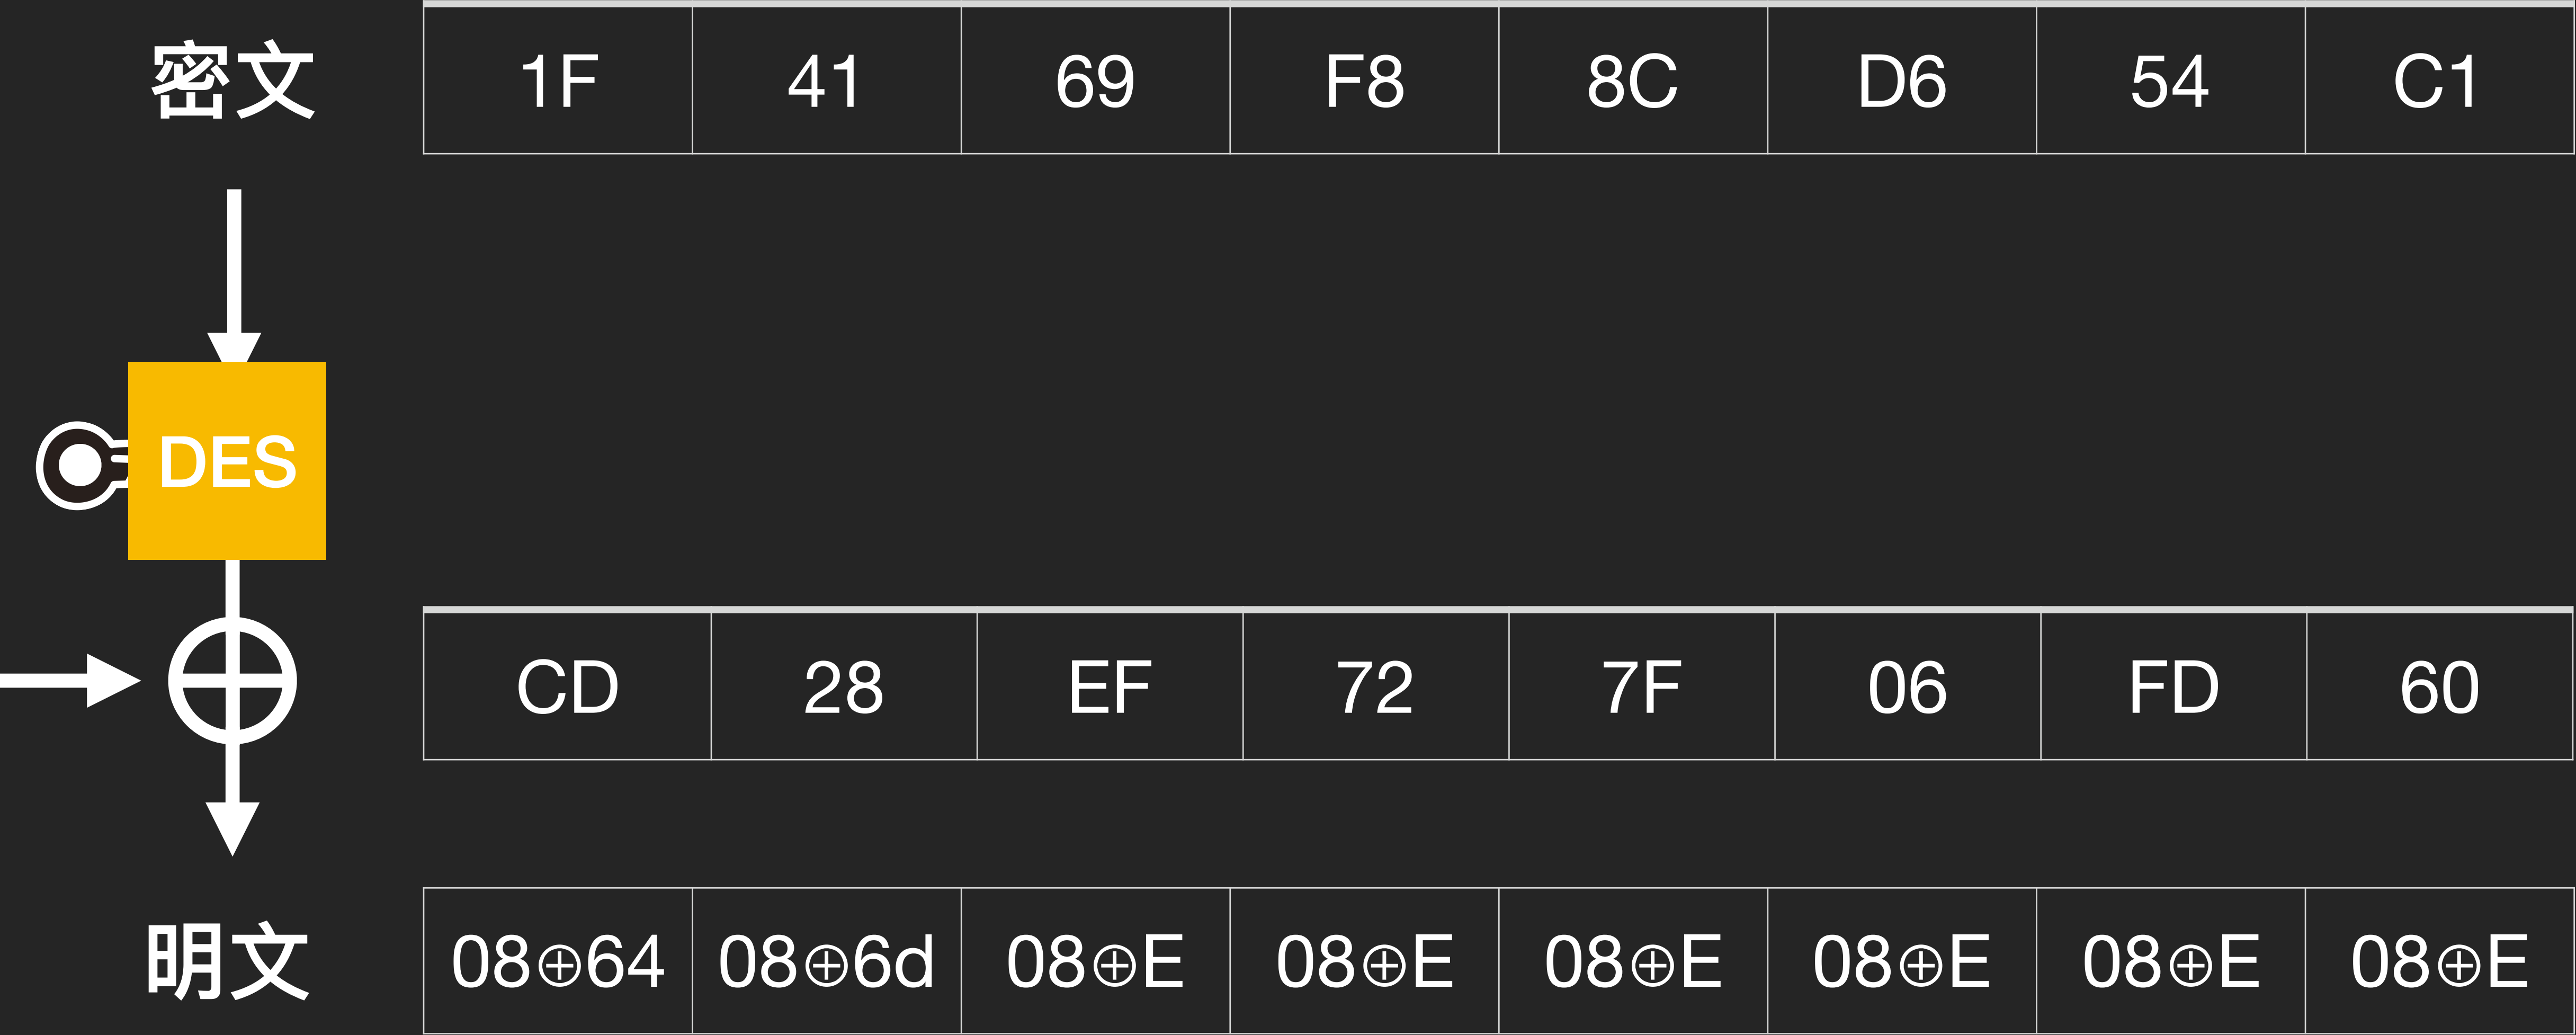 密文 1F 41 69 F8 8C D6 54 C1
DES
CD 28 EF 72 7F 06 FD 60
明文 08⊕64 08⊕6d 08⊕E 08⊕E 08⊕E 08⊕E 08⊕E 08⊕E